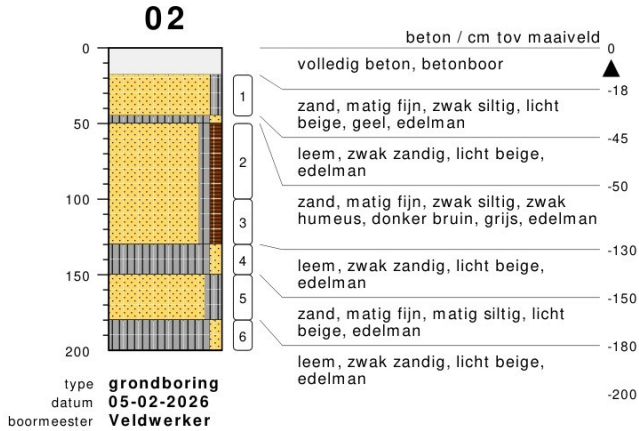 02
beton / cm tov maaiveld
0
0
volledig beton, betonboor
-18
1
zand, matig fijn, zwak siltig, licht
beige, geel, edelman
-45
50
leem, zwak zandig, licht beige,
edelman
2
-50
zand, matig fijn, zwak siltig, zwak
humeus, donker bruin, grijs, edelman
100
3
-130
4
leem, zwak zandig, licht beige,
edelman
150
-150
5
zand, matig fijn, matig siltig, licht
beige, edelman
-180
6
200
leem, zwak zandig, licht beige,
edelman
-200
type grondboring
datum 05-02-2026
boormeester Veldwerker